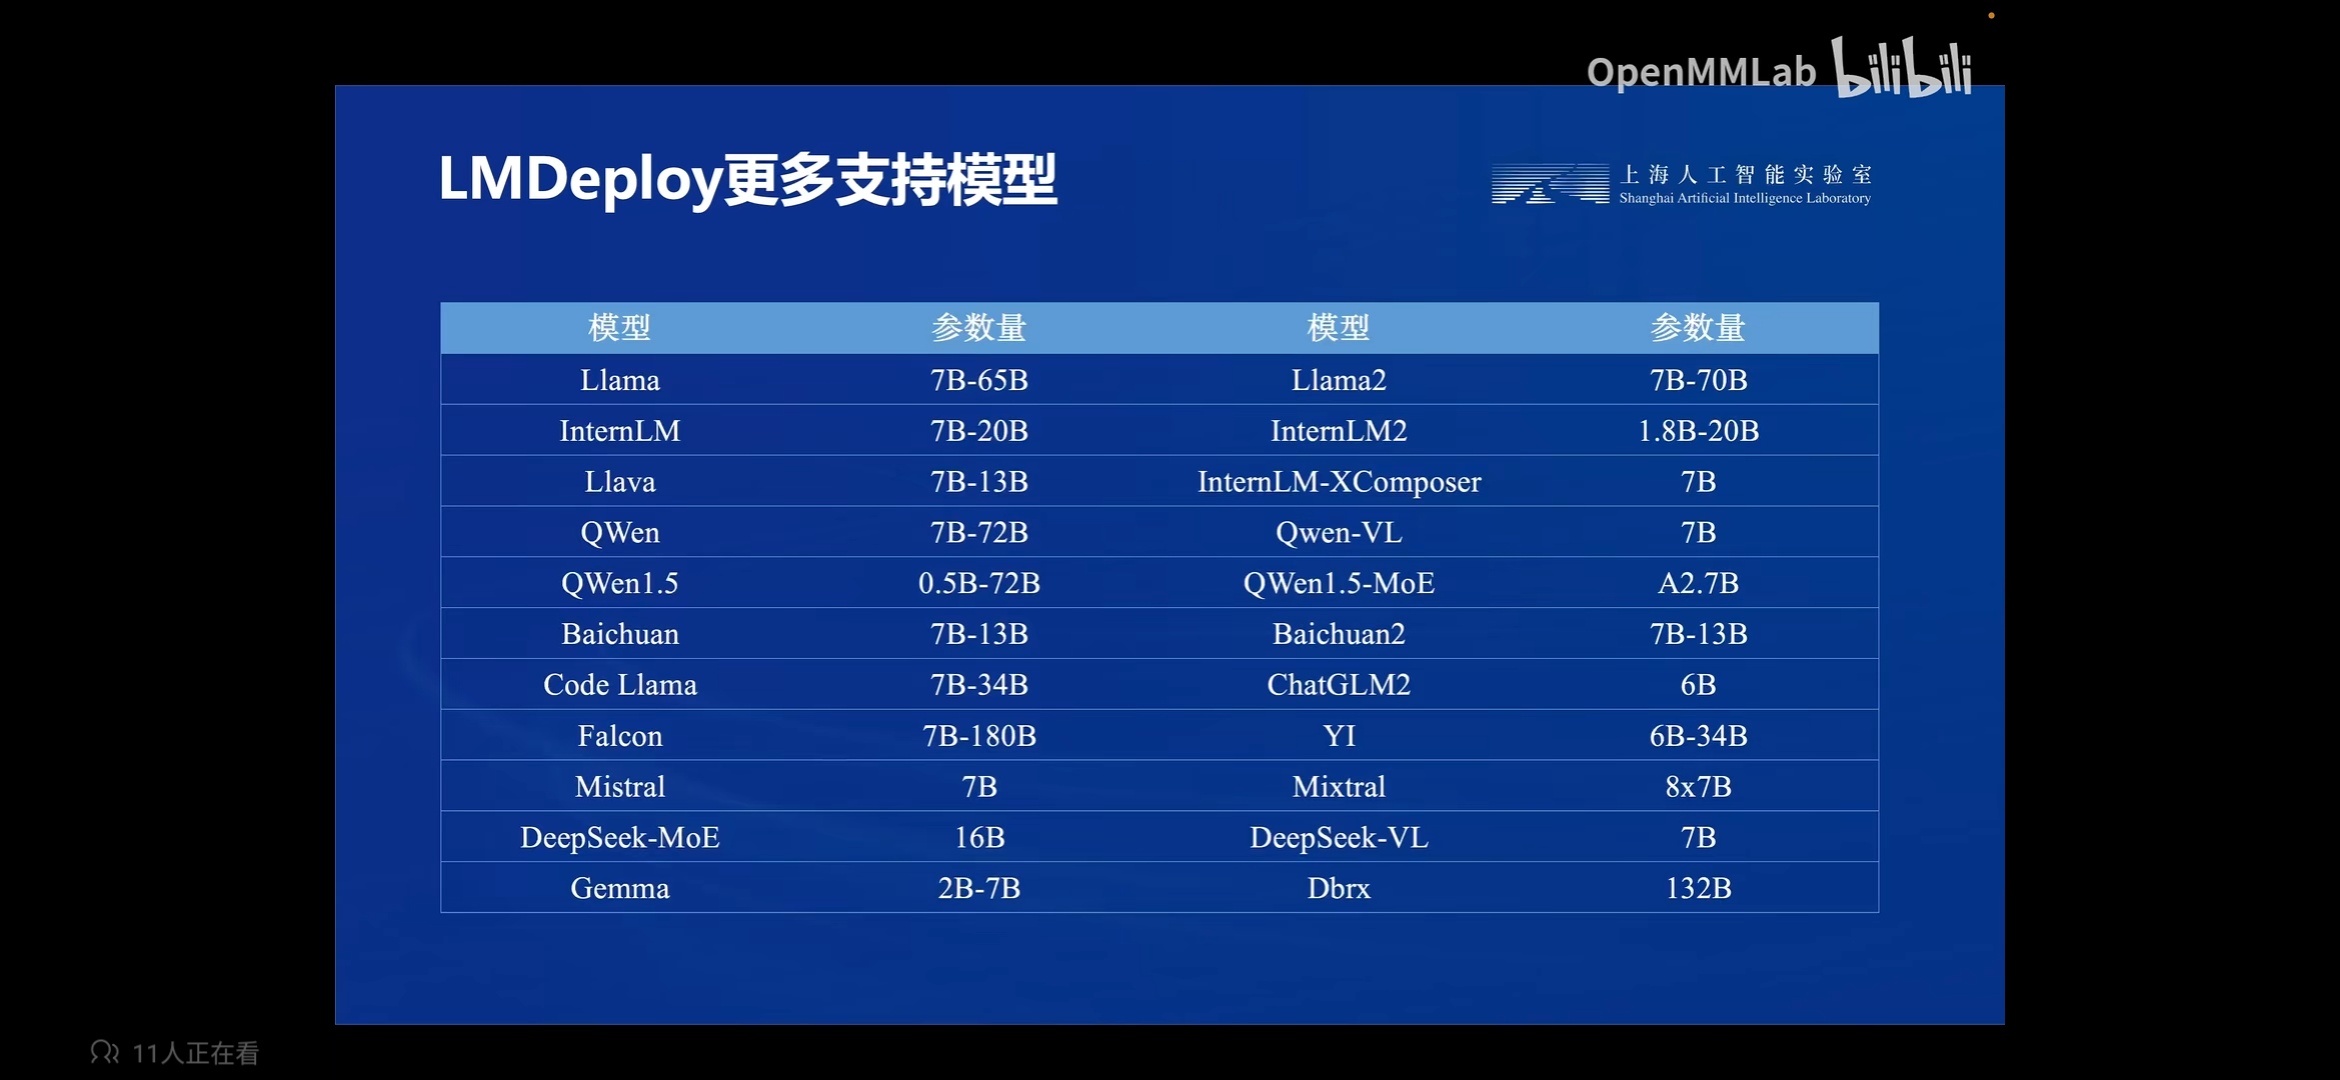 OpenMMLab bilibili
LMDeploy更多支持模型
上海人工智能实验室
Shanghai Artificial Intelligence Laboratory
模型 参数量 模型 参数量
Llama 7B-65B Llama2 7B-70B
InternLM 7B-20B InternLM2 1.8B-20B
Llava 7B-13B InternLM-XComposer 7B
QWen 7B-72B Qwen-VL 7B
QWen1.5 0.5B-72B QWen1.5-MoE A2.7B
Baichuan 7B-13B Baichuan2 7B-13B
Code Llama 7B-34B ChatGLM2 6B
Falcon 7B-180B YI 6B-34B
Mistral 7B Mixtral 8x7B
DeepSeek-MoE 16B DeepSeek-VL 7B
Gemma 2B-7B Dbrx 132B
11人正在看